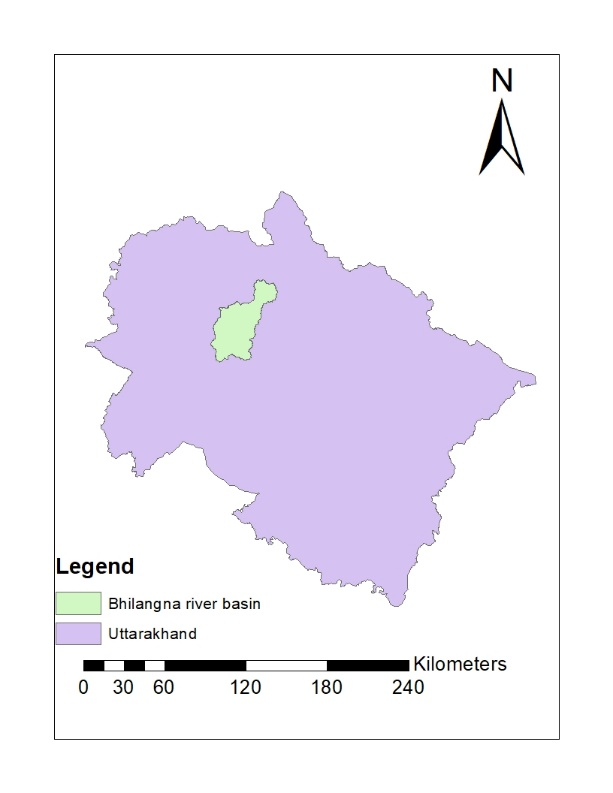 N
Legend
Bhilangna river basin
Uttarakhand
Kilometers
0 30 60 120 180 240